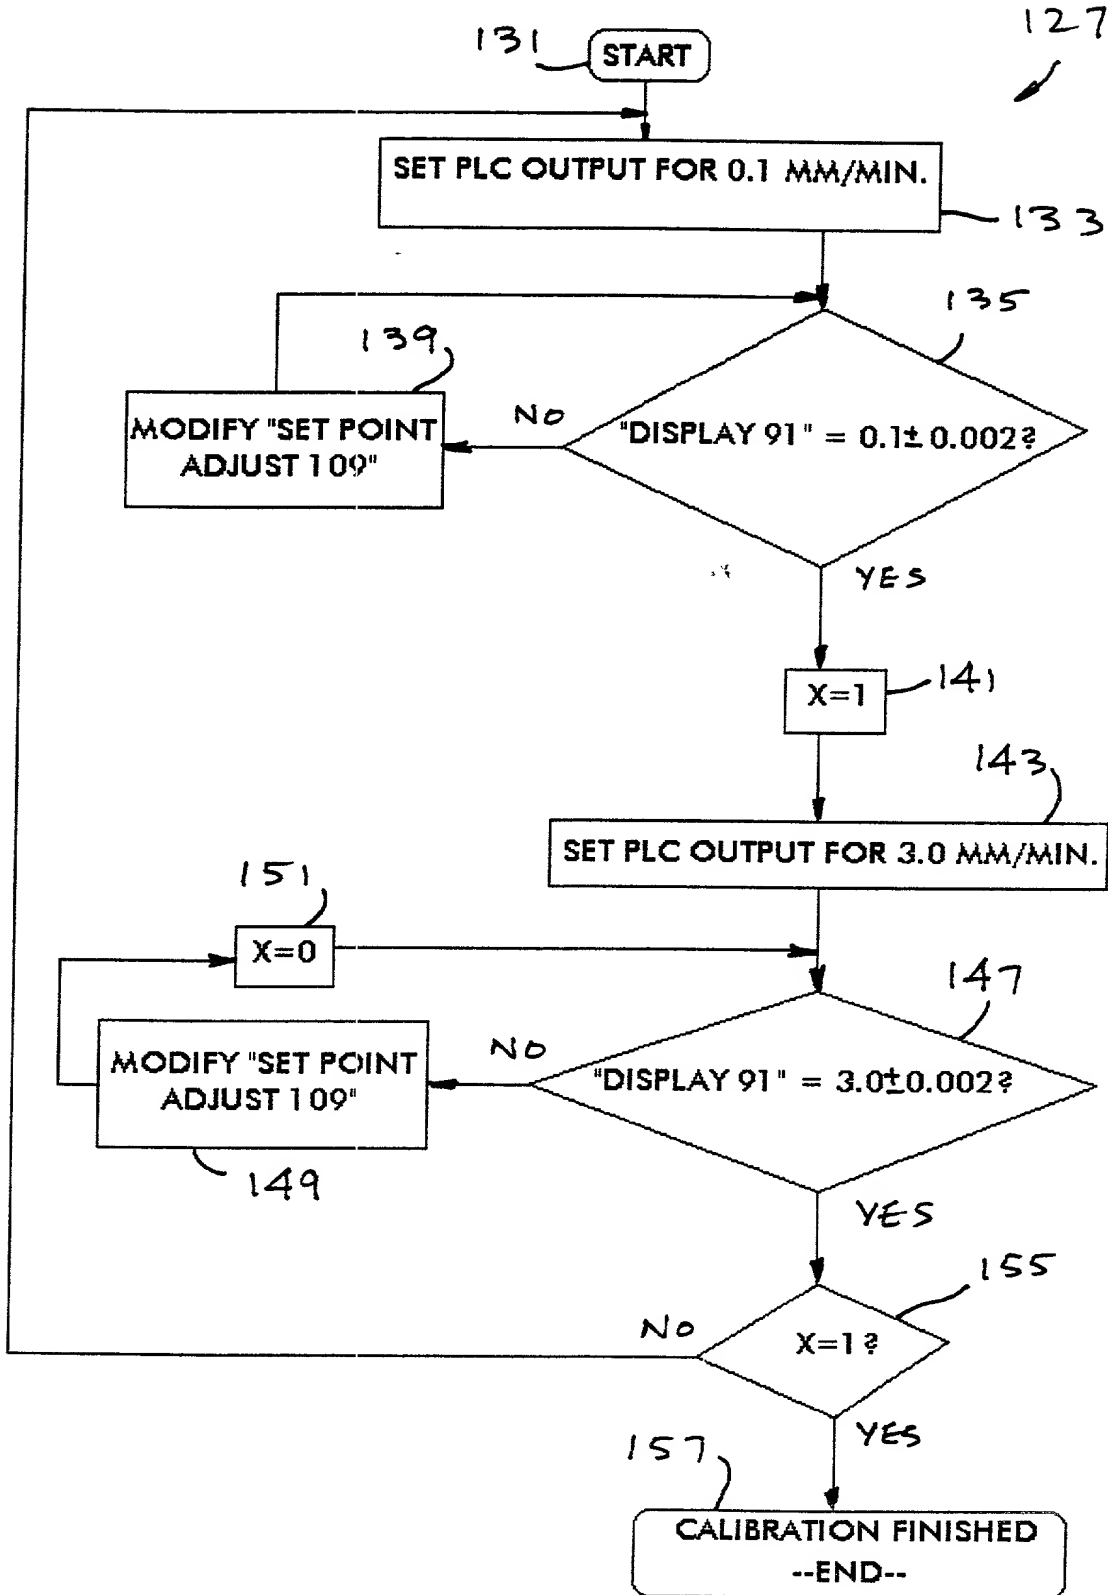 127
131
START
SET PLC OUTPUT FOR 0.1 MM/MIN.
133
135
139
NO
MODIFY "SET POINT
ADJUST 109"
"DISPLAY 91" = 0.1± 0.002?
YES
X=1
141
143
SET PLC OUTPUT FOR 3.0 MM/MIN.
151
X=0
147
NO
MODIFY "SET POINT
ADJUST 109"
"DISPLAY 91" = 3.0±0.002?
149
YES
155
NO
X=1?
YES
157
CALIBRATION FINISHED
--END--